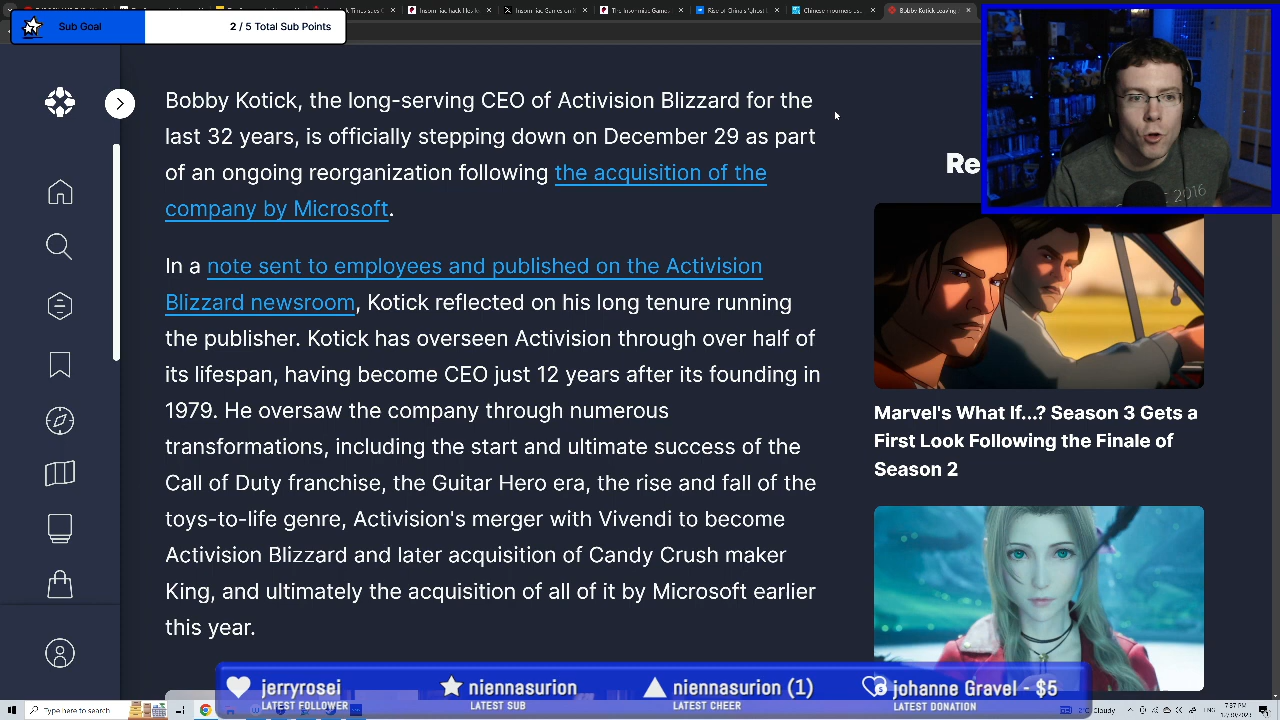 Sub Goal
2 / 5 Total Sub Points
Bobby Kotick Leaving
Bobby Kotick, the long-serving CEO of Activision Blizzard for the
last 32 years, is officially stepping down on December 29 as part
of an ongoing reorganization following the acquisition of the
company by Microsoft.
In a note sent to employees and published on the Activision
Blizzard newsroom, Kotick reflected on his long tenure running
the publisher. Kotick has overseen Activision through over half of
its lifespan, having become CEO just 12 years after its founding in
1979. He oversaw the company through numerous
transformations, including the start and ultimate success of the
Call of Duty franchise, the Guitar Hero era, the rise and fall of the
toys-to-life genre, Activision's merger with Vivendi to become
Activision Blizzard and later acquisition of Candy Crush maker
King, and ultimately the acquisition of all of it by Microsoft earlier
this year.
Re
2016
Marvel's What If...? Season 3 Gets a
First Look Following the Finale of
Season 2
jerryrosei
LATEST FOLLOWER
niennasurion
LATEST SUB
niennasurion (1)
LATEST CHEER
johanne Gravel - $5
LATEST DONATION
Type here to search
Cloudy